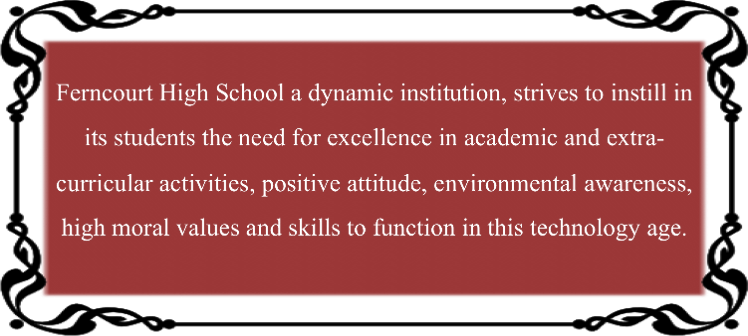 Ferncourt High School a dynamic institution, strives to instill in
its students the need for excellence in academic and extra-
curricular activities, positive attitude, environmental awareness,
high moral values and skills to function in this technology age.